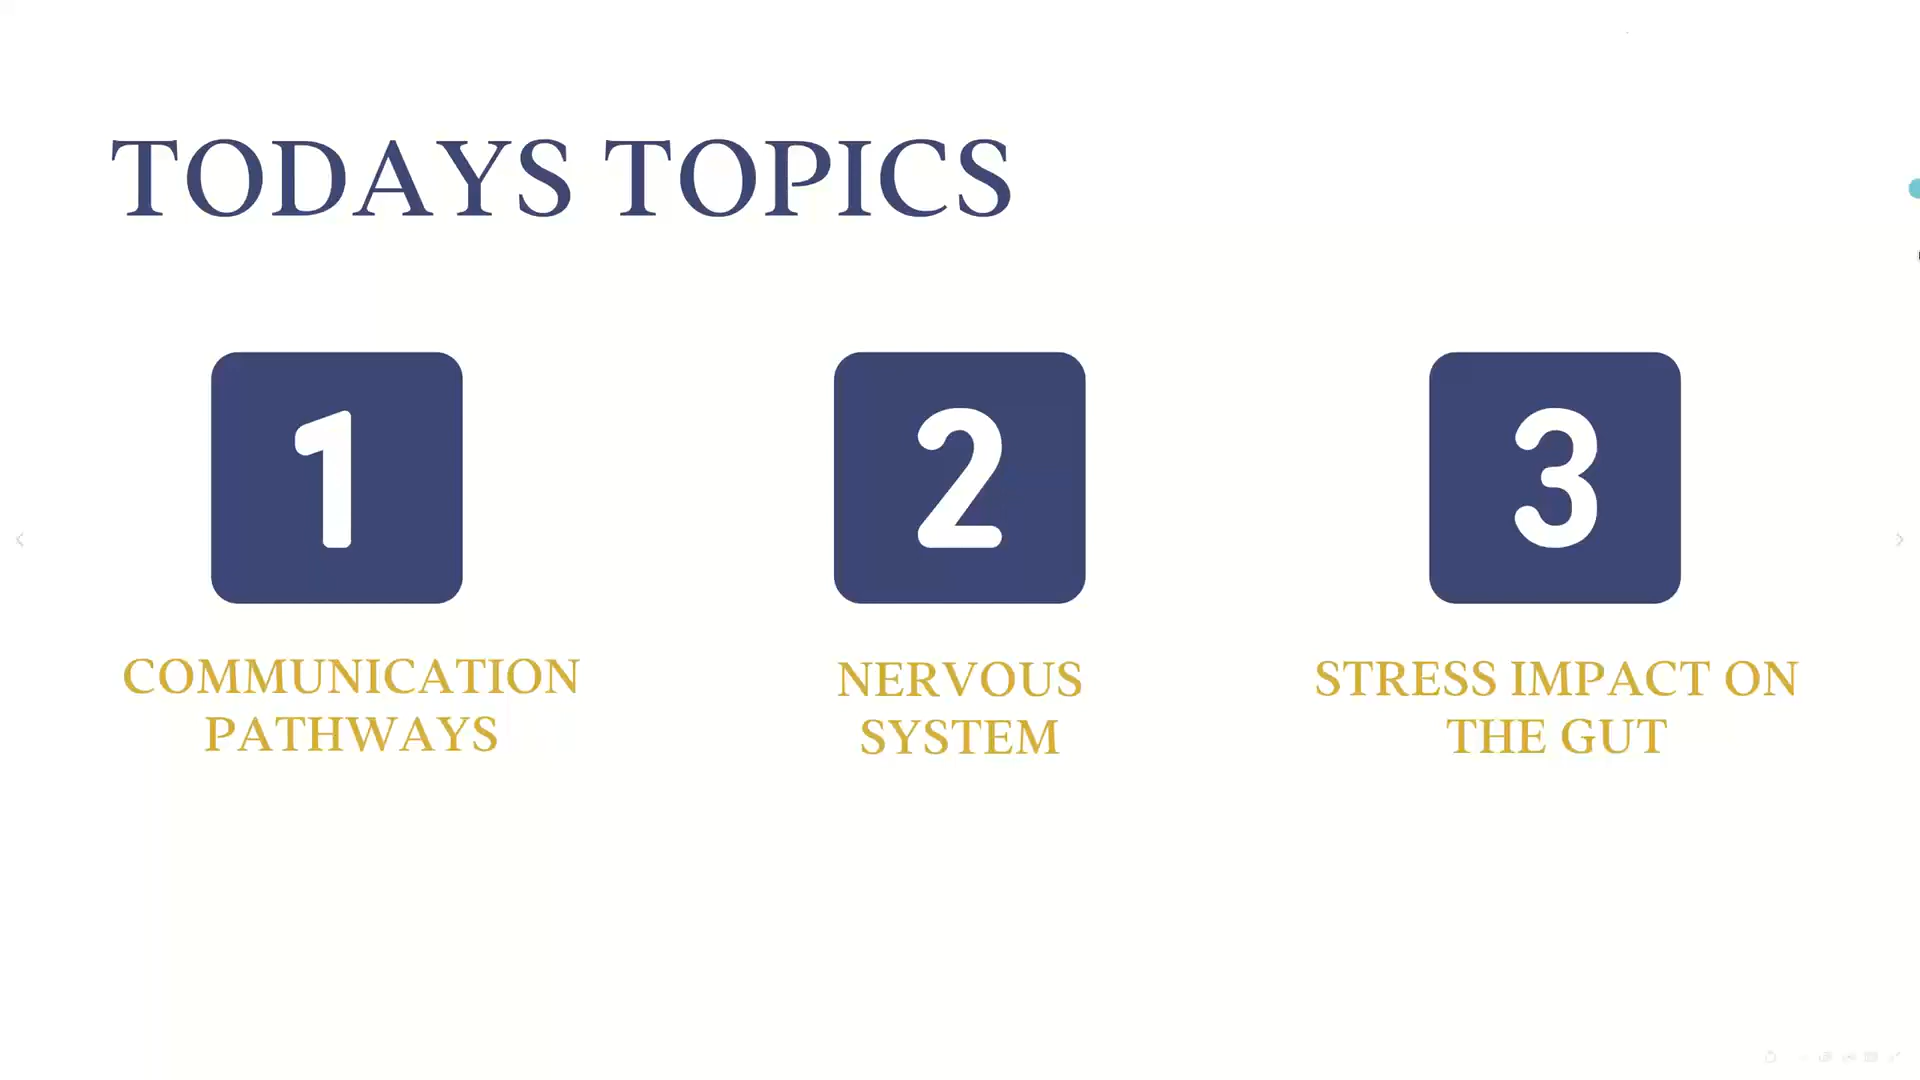 TODAYS TOPICS
1
2
3
COMMUNICATION
PATHWAYS
NERVOUS
SYSTEM
STRESS IMPACT ON
THE GUT